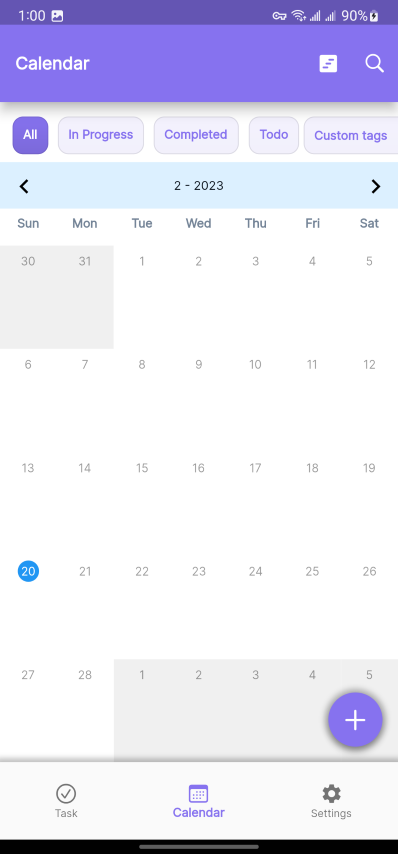 1:00 90%
Calendar
All In Progress Completed Todo Custom tags
2 - 2023
Sun Mon Tue Wed Thu Fri Sat
30 31 1 2 3 4 5
6 7 8 9 10 11 12
13 14 15 16 17 18 19
20 21 22 23 24 25 26
27 28 1 2 3 4 5
Task Calendar Settings